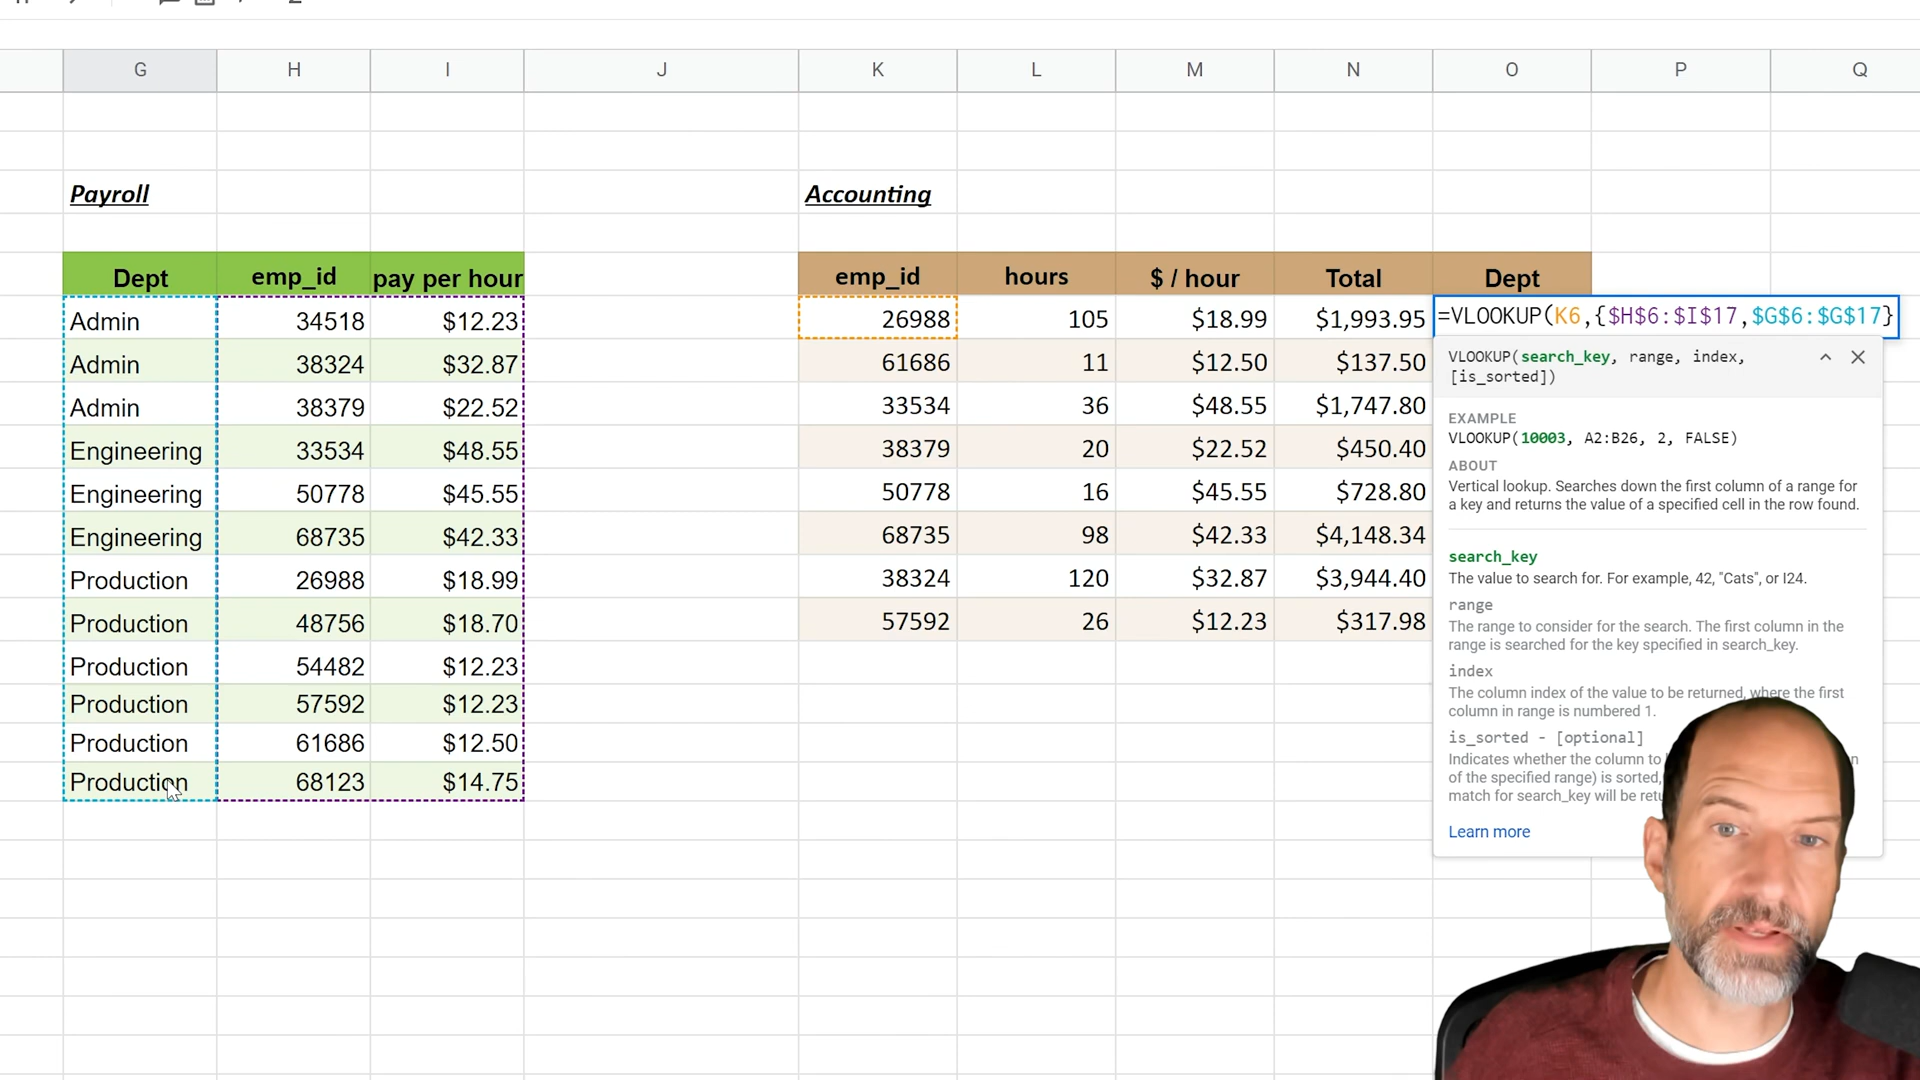 G H I J K L M N O P Q
Payroll
Accounting
Dept emp_id pay per hour
emp_id hours $ / hour Total Dept
Admin 34518 $12.23
26988 105 $18.99 $1,993.95 =VLOOKUP(K6,{$H$6:$I$17,$G$6:$G$17}
Admin 38324 $32.87
61686 11 $12.50 $137.50
Admin 38379 $22.52
33534 36 $48.55 $1,747.80
Engineering 33534 $48.55
38379 20 $22.52 $450.40
Engineering 50778 $45.55
50778 16 $45.55 $728.80
Engineering 68735 $42.33
68735 98 $42.33 $4,148.34
Production 26988 $18.99
38324 120 $32.87 $3,944.40
Production 48756 $18.70
57592 26 $12.23 $317.98
Production 54482 $12.23
Production 57592 $12.23
Production 61686 $12.50
Production 68123 $14.75
VLOOKUP(search_key, range, index,
[is_sorted])
EXAMPLE
VLOOKUP(10003, A2:B26, 2, FALSE)
ABOUT
Vertical lookup. Searches down the first column of a range for
a key and returns the value of a specified cell in the row found.
search_key
The value to search for. For example, 42, "Cats", or I24.
range
The range to consider for the search. The first column in the
range is searched for the key specified in search_key.
index
The column index of the value to be returned, where the first
column in range is numbered 1.
is_sorted - [optional]
Indicates whether the column to
of the specified range) is sorted,
match for search_key will be
Learn more